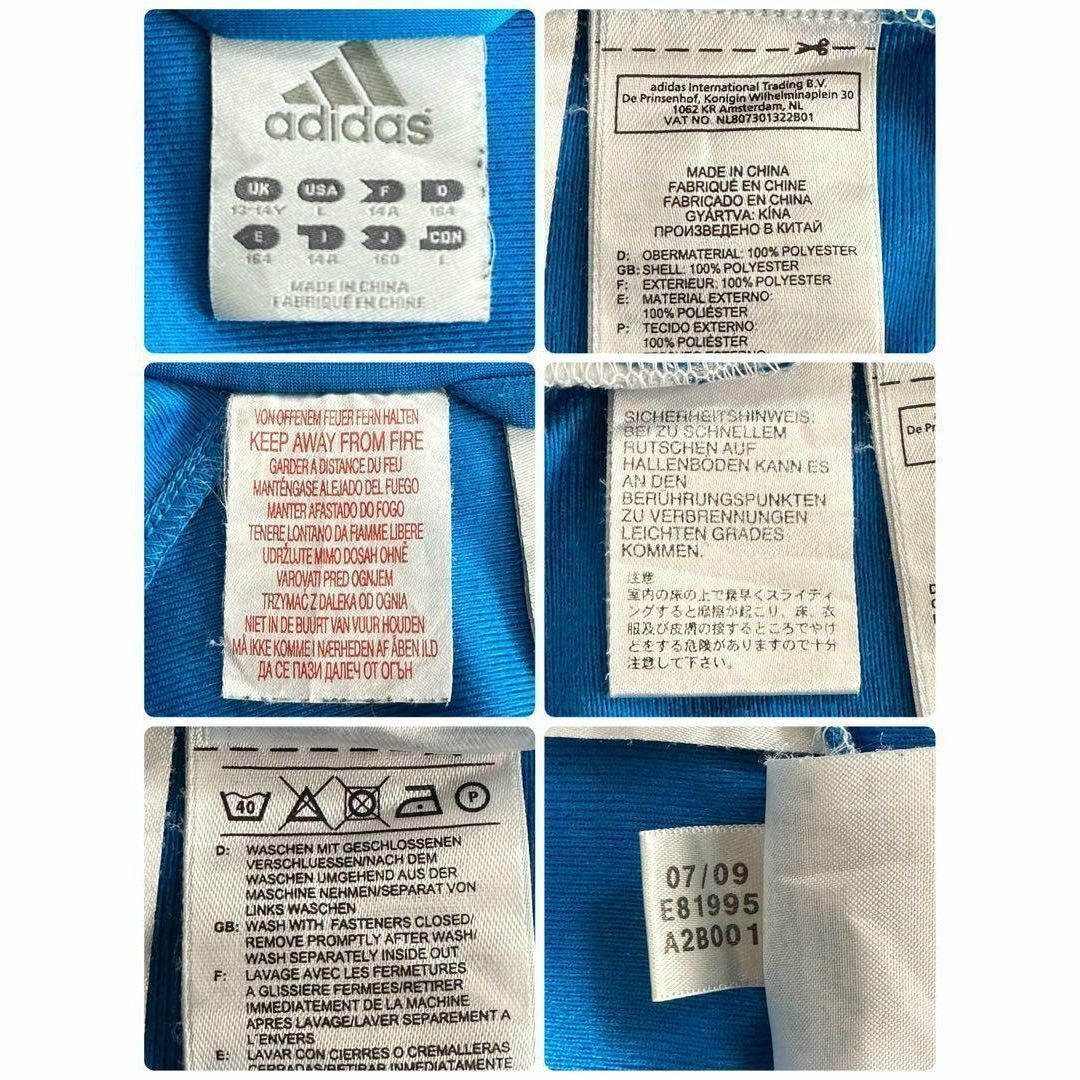 adidas
UK USA F D
13-14Y L 14A 164
E I J CON
164 14A 160 L
MADE IN CHINA
FABRIQUÉ EN CHINE
adidas International Trading B.V.
De Prinsenhof, Konigin Wilhelminaplein 30
1062 KR Amsterdam, NL
VAT NO NL807301322B01
MADE IN CHINA
FABRIQUÉ EN CHINE
FABRICADO EN CHINA
GYÁRTVA: KÍNA
ПРОИЗВЕДЕНО В КИТАЙ
D: OBERMATERIAL: 100% POLYESTER
GB: SHELL: 100% POLYESTER
F: EXTERIEUR: 100% POLYESTER
E: MATERIAL EXTERNO:
100% POLIÉSTER
P: TECIDO EXTERNO:
100% POLIÉSTER
VON OFFENEM FEUER FERN HALTEN
KEEP AWAY FROM FIRE
GARDER A DISTANCE DU FEU
MANTÉNGASE ALEJADO DEL FUEGO
MANTER AFASTADO DO FOGO
TENERE LONTANO DA FIAMME LIBERE
UDRŽUJTE MIMO DOSAH OHNĚ
VAROVATI PRED OGNJEM
TRZYMAĆ Z DALEKA OD OGNIA
NIET IN DE BUURT VAN VUUR HOUDEN
MÅ IKKE KOMME I NÆRHEDEN AF ÅBEN ILD
ДА СЕ ПАЗИ ДАЛЕЧ ОТ ОГЪН
SICHERHEITSHINWEIS:
BEI ZU SCHNELLEM
RUTSCHEN AUF
HALLENBÖDEN KANN ES
AN DEN
BERÜHRUNGSPUNKTEN
ZU VERBRENNUNGEN
LEICHTEN GRADES
KOMMEN.
注意
室内の床の上で最早くスライディ
ングすると磨擦が起こり、床、衣
服及び皮膚の接するところでやけ
どをする危険がありますので十分
注意して下さい。
De Pr
40 P
D: WASCHEN MIT GESCHLOSSENEN
VERSCHLUESSEN/NACH DEM
WASCHEN UMGEHEND AUS DER
MASCHINE NEHMEN/SEPARAT VON
LINKS WASCHEN
GB: WASH WITH FASTENERS CLOSED/
REMOVE PROMPTLY AFTER WASH/
WASH SEPARATELY INSIDE OUT
F: LAVAGE AVEC LES FERMETURES
A GLISSIERE FERMEES/RETIRER
IMMEDIATEMENT DE LA MACHINE
APRES LAVAGE/LAVER SEPAREMENT A
L'ENVERS
E: LAVAR CON CIERRES O CREMALLERAS
CERRADAS/RETIRAR INMEDIATAMENTE
07/09
E81995
A2B001